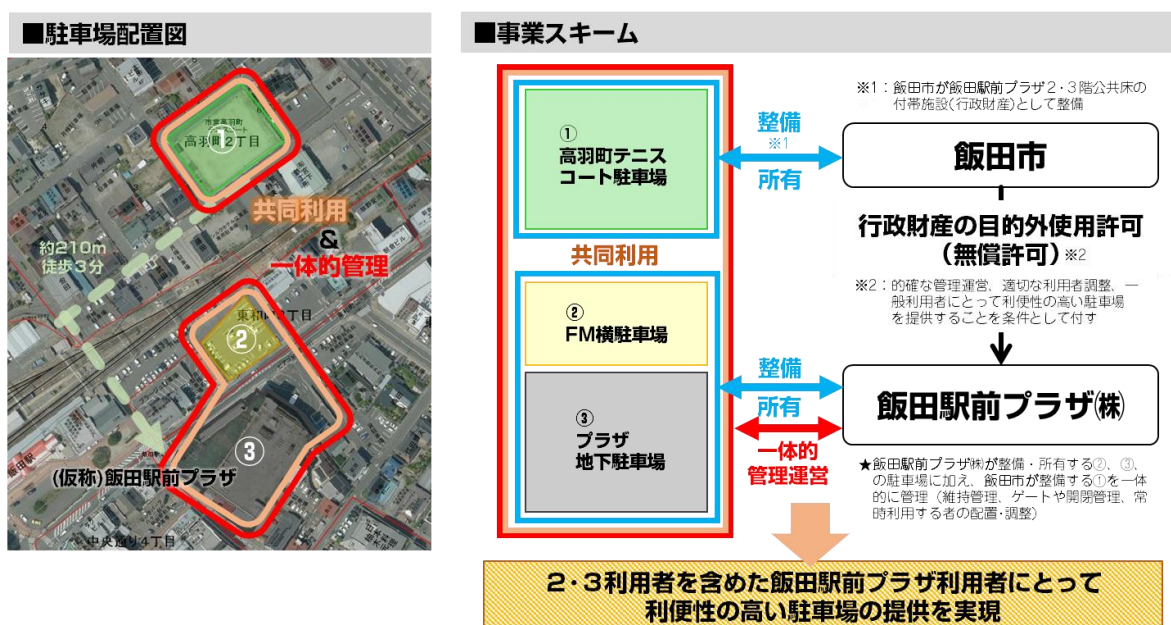 ■駐車場配置図
市営高羽町
①
高羽町2丁目
共同利用
&
一体的管理
約210m
徒歩3分
②
③
飯田駅
(仮称)飯田駅前プラザ
中央通り4丁目
■事業スキーム
①
高羽町テニス
コート駐車場
共同利用
②
FM横駐車場
③
プラザ
地下駐車場
整備
※1
所有
整備
所有
一体的
管理運営
※1:飯田市が飯田駅前プラザ2・3階公共床の
付帯施設(行政財産)として整備
飯田市
行政財産の目的外使用許可
(無償許可)※2
※2:的確な管理運営、適切な利用者調整、一
般利用者にとって利便性の高い駐車場
を提供することを条件として付す
飯田駅前プラザ㈱
★飯田駅前プラザ㈱が整備・所有する②、③、
の駐車場に加え、飯田市が整備する①を一体
的に管理(維持管理、ゲートや開閉管理、常
時利用する者の配置・調整)
2・3利用者を含めた飯田駅前プラザ利用者にとって
利便性の高い駐車場の提供を実現